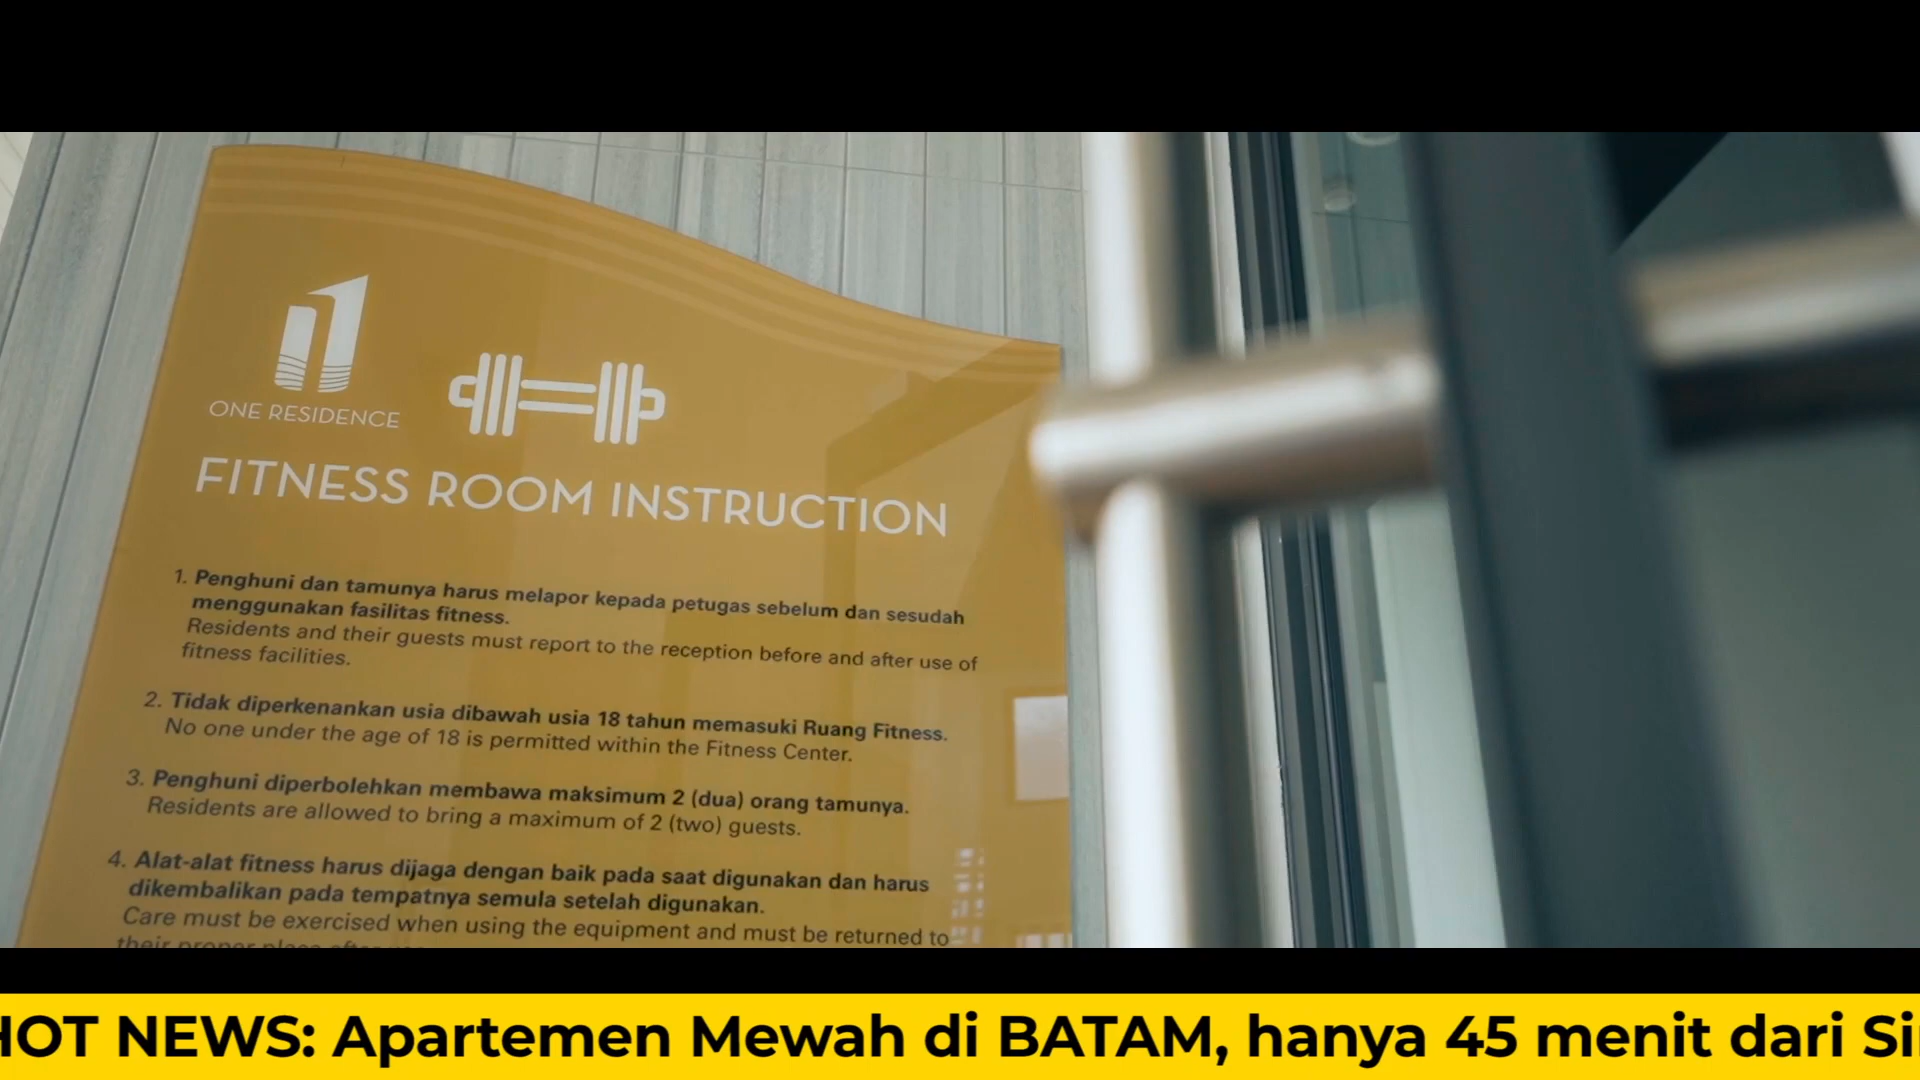 ONE RESIDENCE
FITNESS ROOM INSTRUCTION
1. Penghuni dan tamunya harus melapor kepada petugas sebelum dan sesudah
menggunakan fasilitas fitness.
Residents and their guests must report to the reception before and after use of
fitness facilities.
2. Tidak diperkenankan usia dibawah usia 18 tahun memasuki Ruang Fitness.
No one under the age of 18 is permitted within the Fitness Center.
3. Penghuni diperbolehkan membawa maksimum 2 (dua) orang tamunya.
Residents are allowed to bring a maximum of 2 (two) guests.
4. Alat-alat fitness harus dijaga dengan baik pada saat digunakan dan harus
dikembalikan pada tempatnya semula setelah digunakan.
Care must be exercised when using the equipment and must be returned to
their proper place
HOT NEWS: Apartemen Mewah di BATAM, hanya 45 menit dari